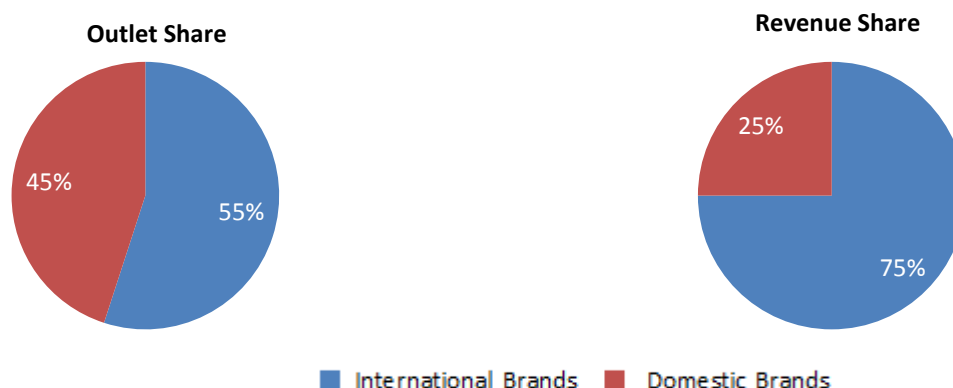 Outlet Share
Revenue Share
45%
55%
25%
75%
International Brands
Domestic Brands